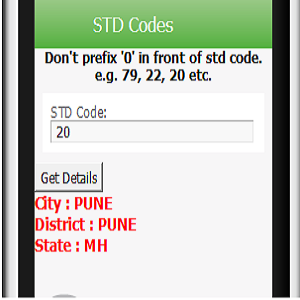 STD Codes
Don't prefix '0' in front of std code.
e.g. 79, 22, 20 etc.
STD Code:
20
Get Details
City : PUNE
District : PUNE
State : MH